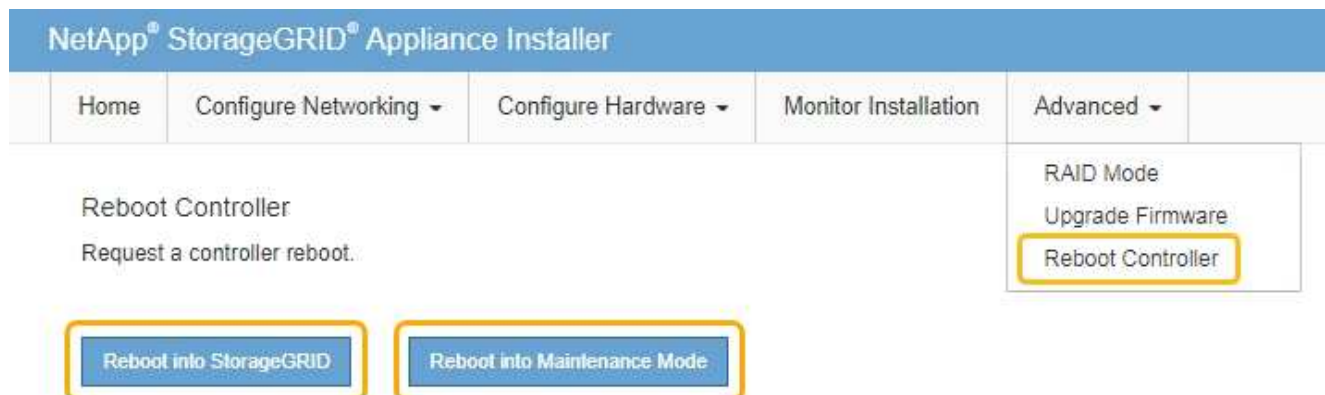 NetApp® StorageGRID® Appliance Installer
Home Configure Networking Configure Hardware Monitor Installation Advanced
RAID Mode
Upgrade Firmware
Reboot Controller
Reboot Controller
Request a controller reboot.
Reboot into StorageGRID Reboot into Maintenance Mode